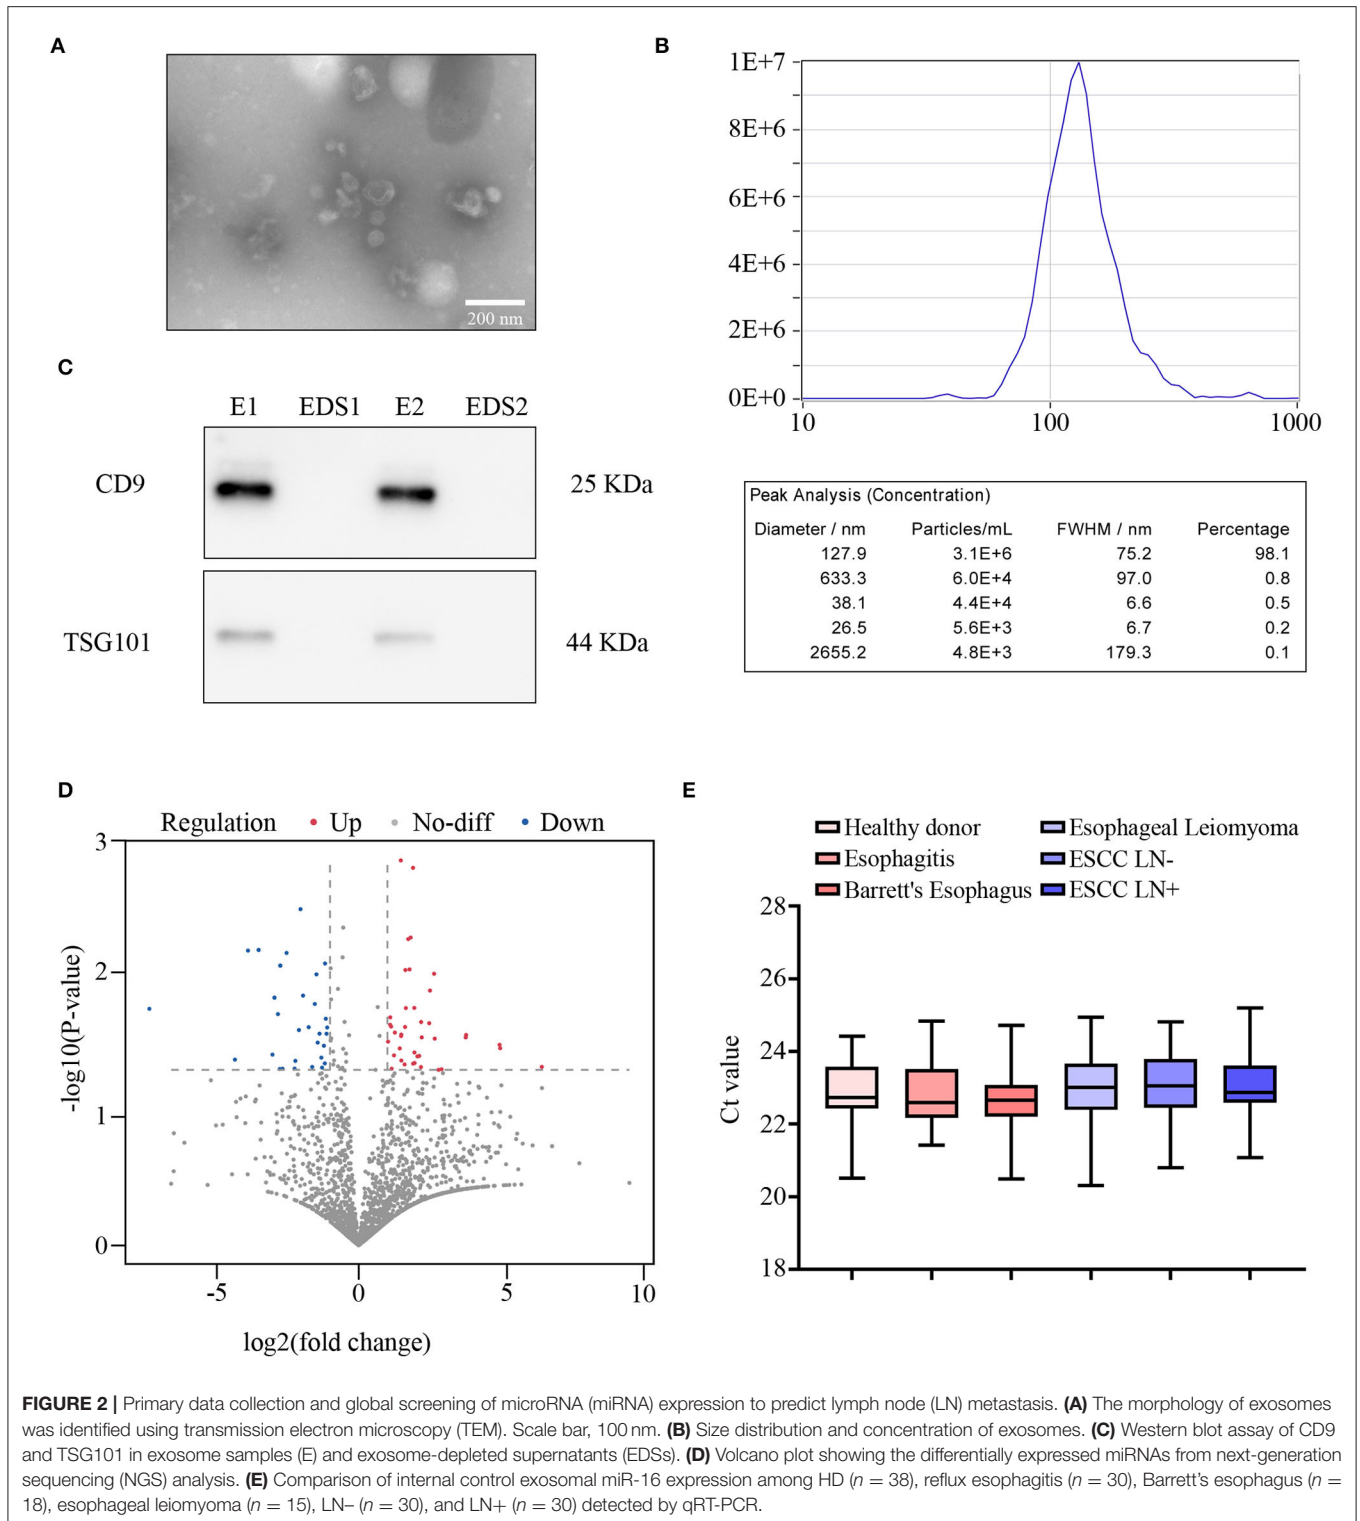 A
200 nm
B
1E+7
8E+6
6E+6
4E+6
2E+6
0E+0
10 100 1000
Peak Analysis (Concentration)
Diameter / nm Particles/mL FWHM / nm Percentage
127.9 3.1E+6 75.2 98.1
633.3 6.0E+4 97.0 0.8
38.1 4.4E+4 6.6 0.5
26.5 5.6E+3 6.7 0.2
2655.2 4.8E+3 179.3 0.1
C
E1 EDS1 E2 EDS2
CD9 25 KDa
TSG101 44 KDa
D
Regulation Up No-diff Down
3
2
1
0
-log10(P-value)
-5 0 5 10
log2(fold change)
E
Healthy donor Esophageal Leiomyoma
Esophagitis ESCC LN-
Barrett's Esophagus ESCC LN+
28
26
24
22
20
18
Ct value
FIGURE 2 | Primary data collection and global screening of microRNA (miRNA) expression to predict lymph node (LN) metastasis. (A) The morphology of exosomes
was identified using transmission electron microscopy (TEM). Scale bar, 100 nm. (B) Size distribution and concentration of exosomes. (C) Western blot assay of CD9
and TSG101 in exosome samples (E) and exosome-depleted supernatants (EDSs). (D) Volcano plot showing the differentially expressed miRNAs from next-generation
sequencing (NGS) analysis. (E) Comparison of internal control exosomal miR-16 expression among HD (n = 38), reflux esophagitis (n = 30), Barrett's esophagus (n =
18), esophageal leiomyoma (n = 15), LN– (n = 30), and LN+ (n = 30) detected by qRT-PCR.